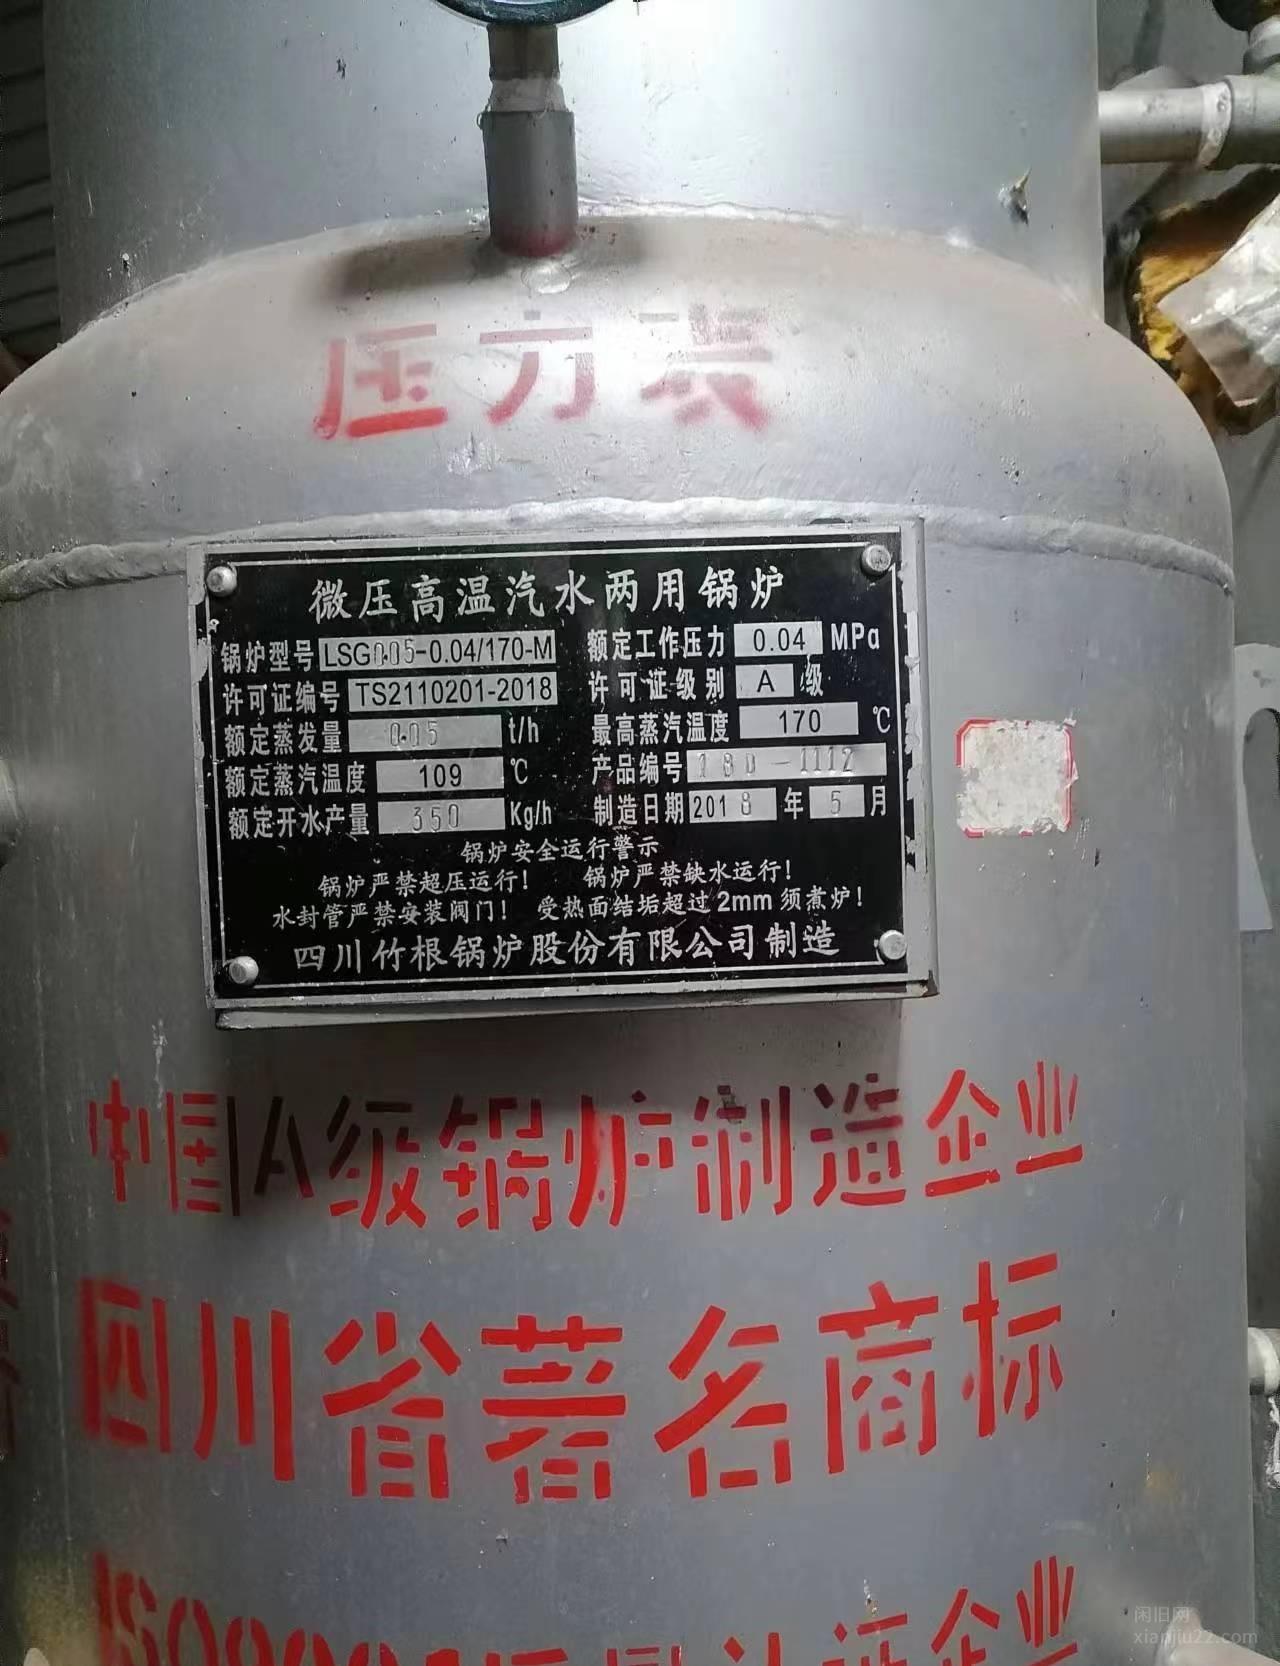 压力表
微压高温汽水两用锅炉
锅炉型号 LSG0.05-0.04/170-M 额定工作压力 0.04 MPa
许可证编号 TS2110201-2018 许可证级别 A 级
额定蒸发量 0.05 t/h 最高蒸汽温度 170 ℃
额定蒸汽温度 109 ℃ 产品编号 180-1112
额定开水产量 350 Kg/h 制造日期 2018 年 5 月
锅炉安全运行警示
锅炉严禁超压运行! 锅炉严禁缺水运行!
水封管严禁安装阀门! 受热面结垢超过2mm须煮炉!
四川竹根锅炉股份有限公司制造
中国A级锅炉制造企业
四川省著名商标
企业
闲旧网
xianjiu22.com